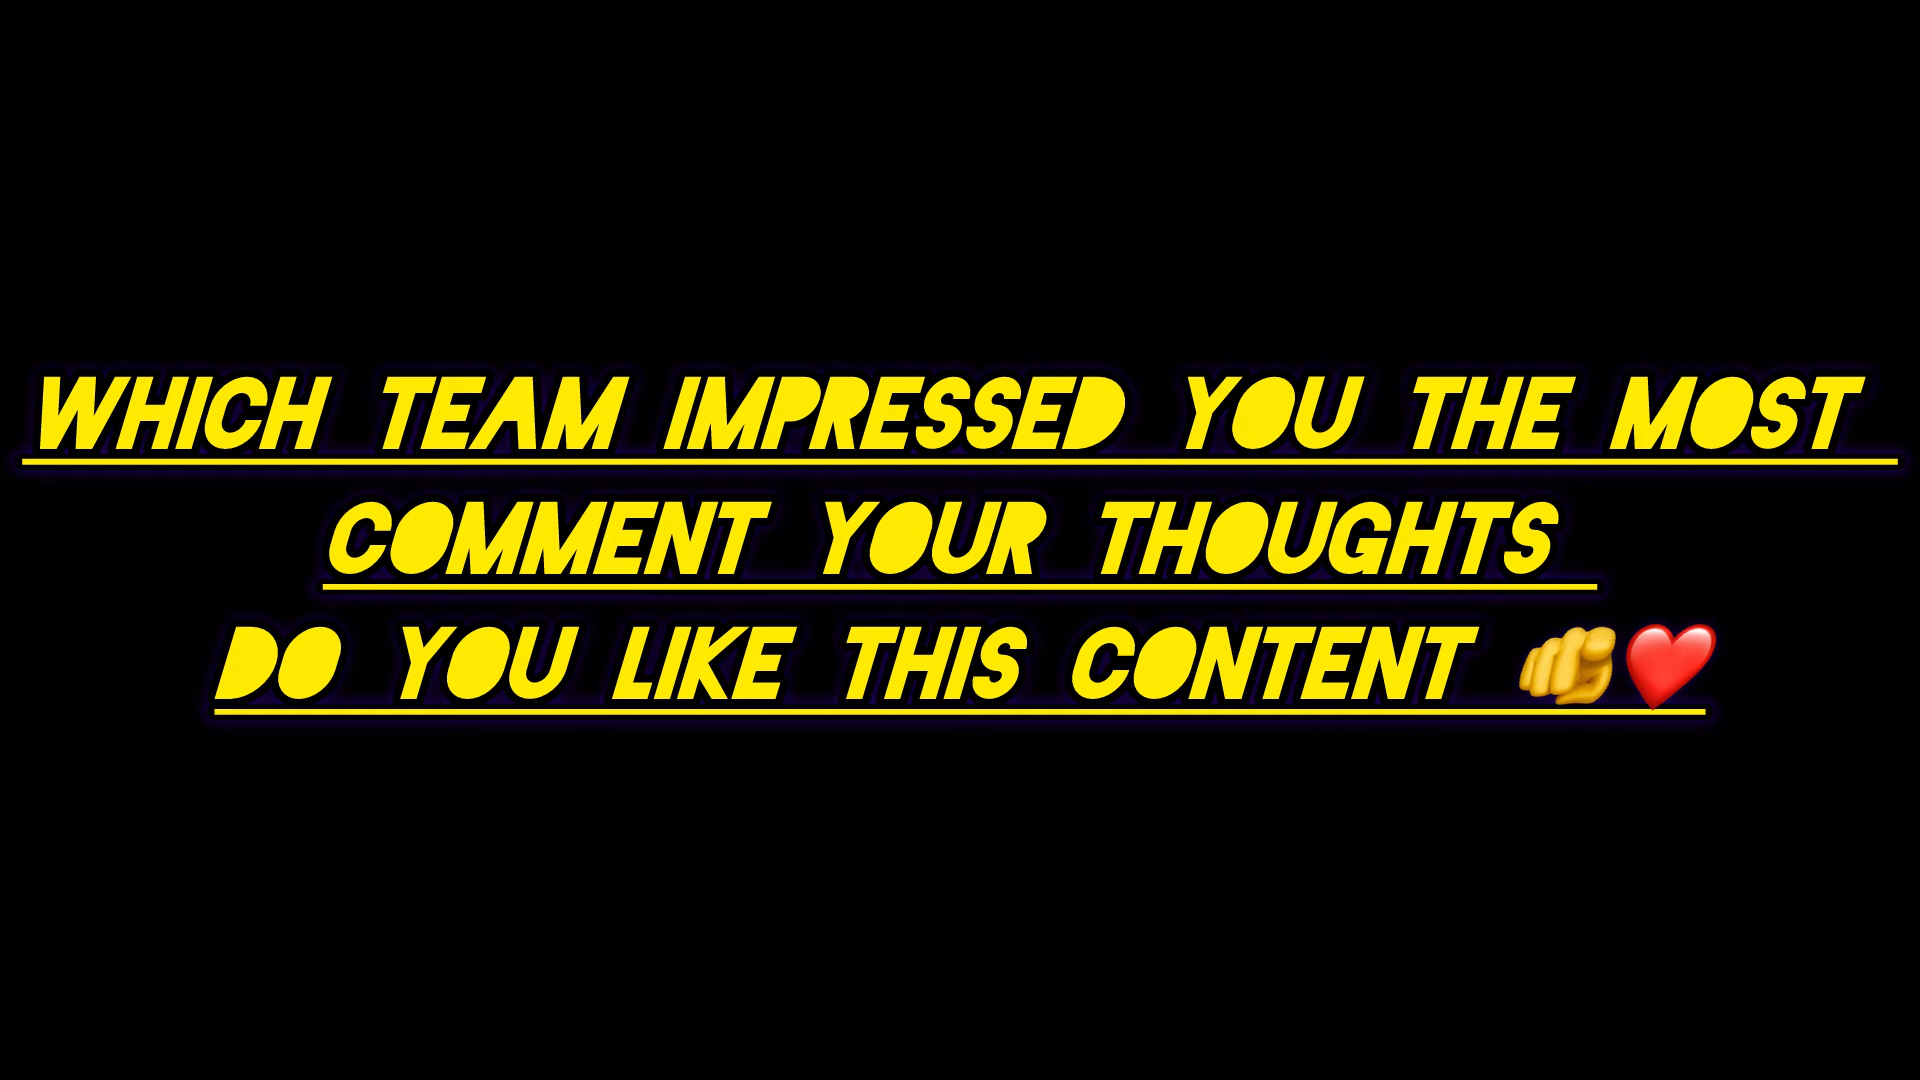 WHICH TEAM IMPRESSED YOU THE MOST
COMMENT YOUR THOUGHTS
DO YOU LIKE THIS CONTENT 🫵❤️